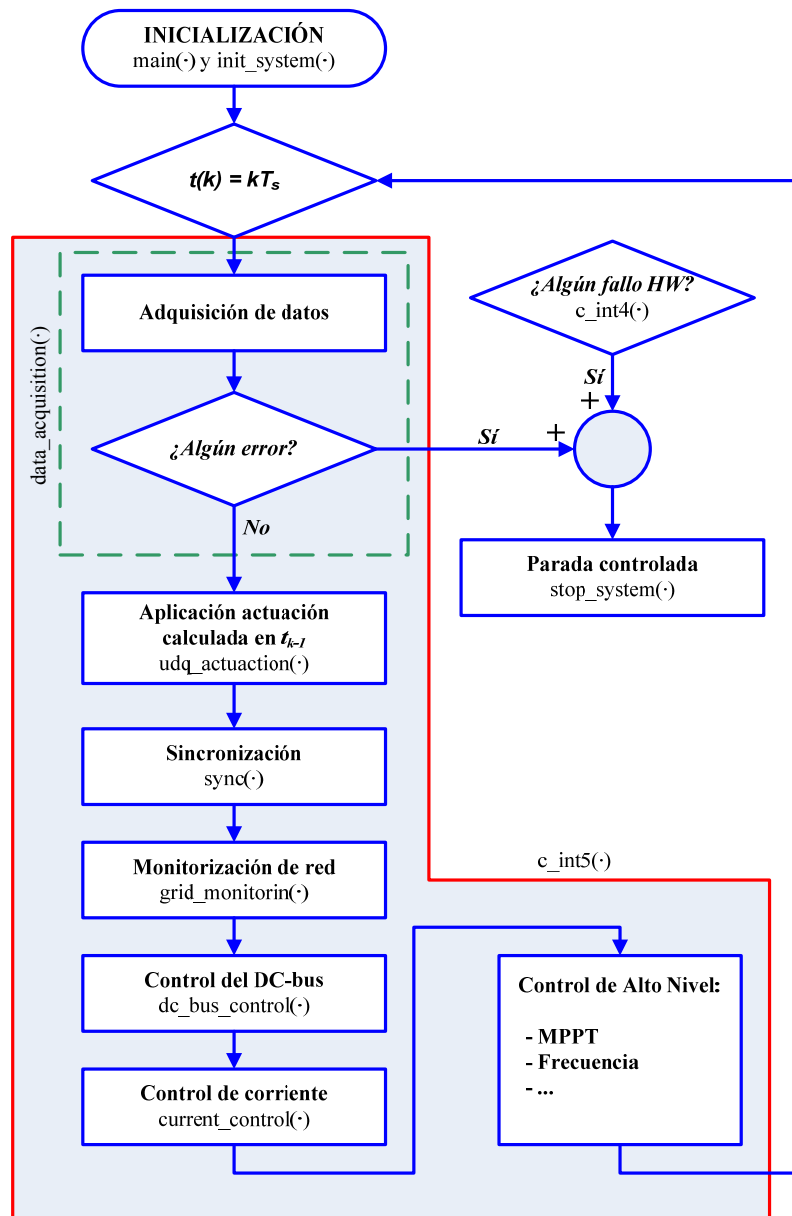 INICIALIZACIÓN
main(·) y init_system(·)
t(k) = kTₛ
data_acquisition(·)
Adquisición de datos
¿Algún error?
Sí
+
No
¿Algún fallo HW?
c_int4(·)
Sí
+
Parada controlada
stop_system(·)
Aplicación actuación
calculada en tₖ₋₁
udq_actuaction(·)
Sincronización
sync(·)
Monitorización de red
grid_monitorin(·)
c_int5(·)
Control del DC-bus
dc_bus_control(·)
Control de corriente
current_control(·)
Control de Alto Nivel:
- MPPT
- Frecuencia
- ...